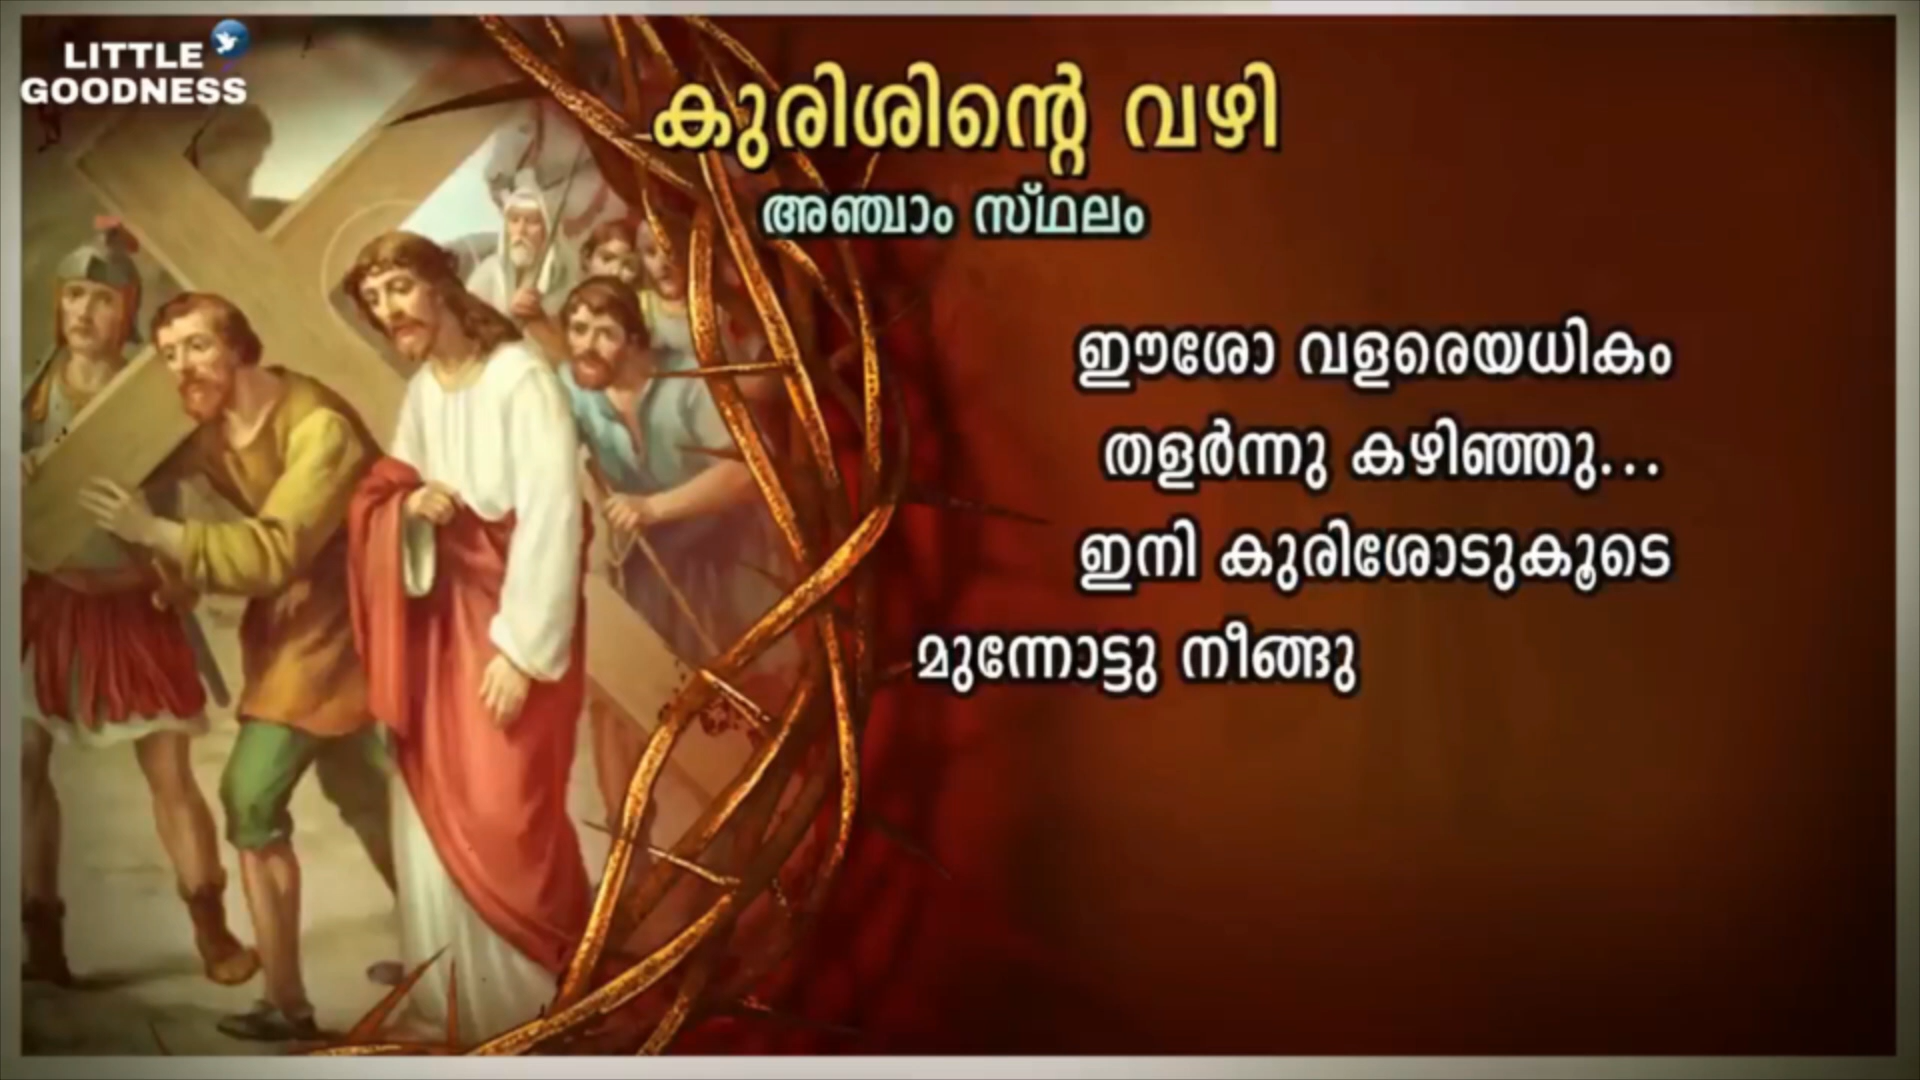 LITTLE
GOODNESS
കുരിശിന്റെ വഴി
അഞ്ചാം സ്ഥലം
ഈശോ വളരെയധികം
തളർന്നു കഴിഞ്ഞു...
ഇനി കുരിശോടുകൂടെ
മുന്നോട്ടു നീങ്ങു